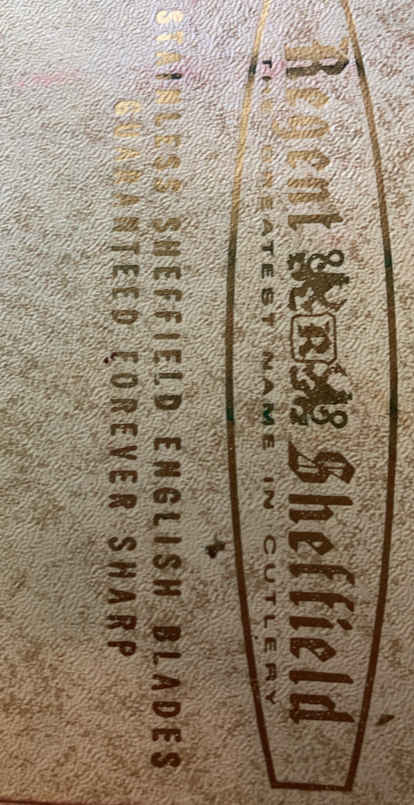 Regent R Sheffield
THE GREATEST NAME IN CUTLERY
STAINLESS SHEFFIELD ENGLISH BLADES
GUARANTEED FOREVER SHARP